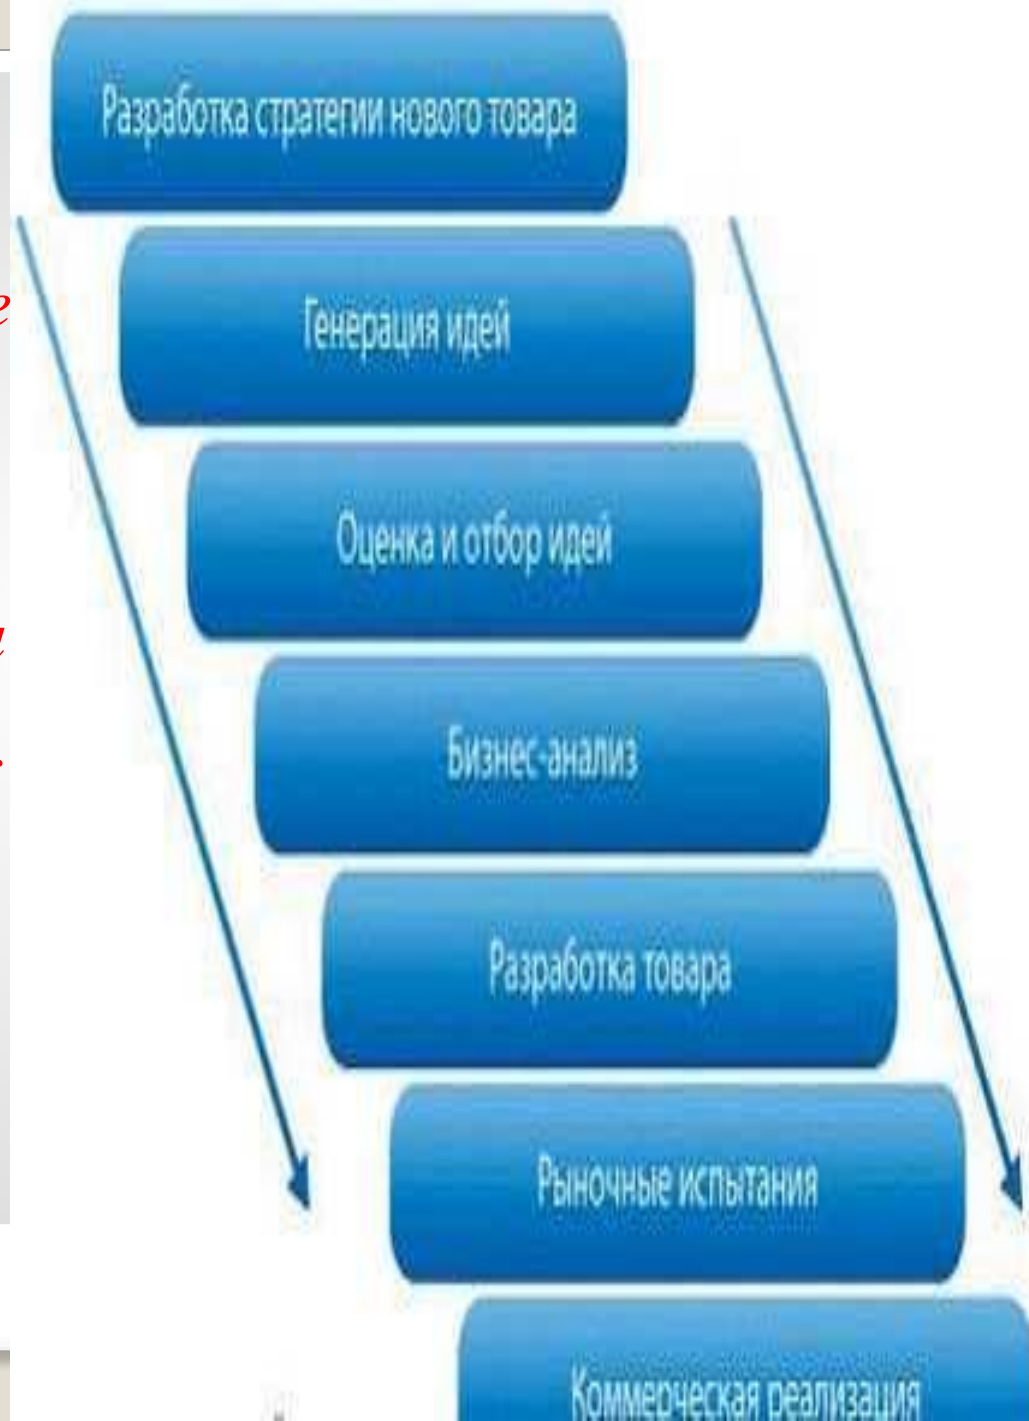 Разработка стратегии нового товара
Генерация идей
Оценка и отбор идей
Бизнес-анализ
Разработка товара
Рыночные испытания
Коммерческая реализация